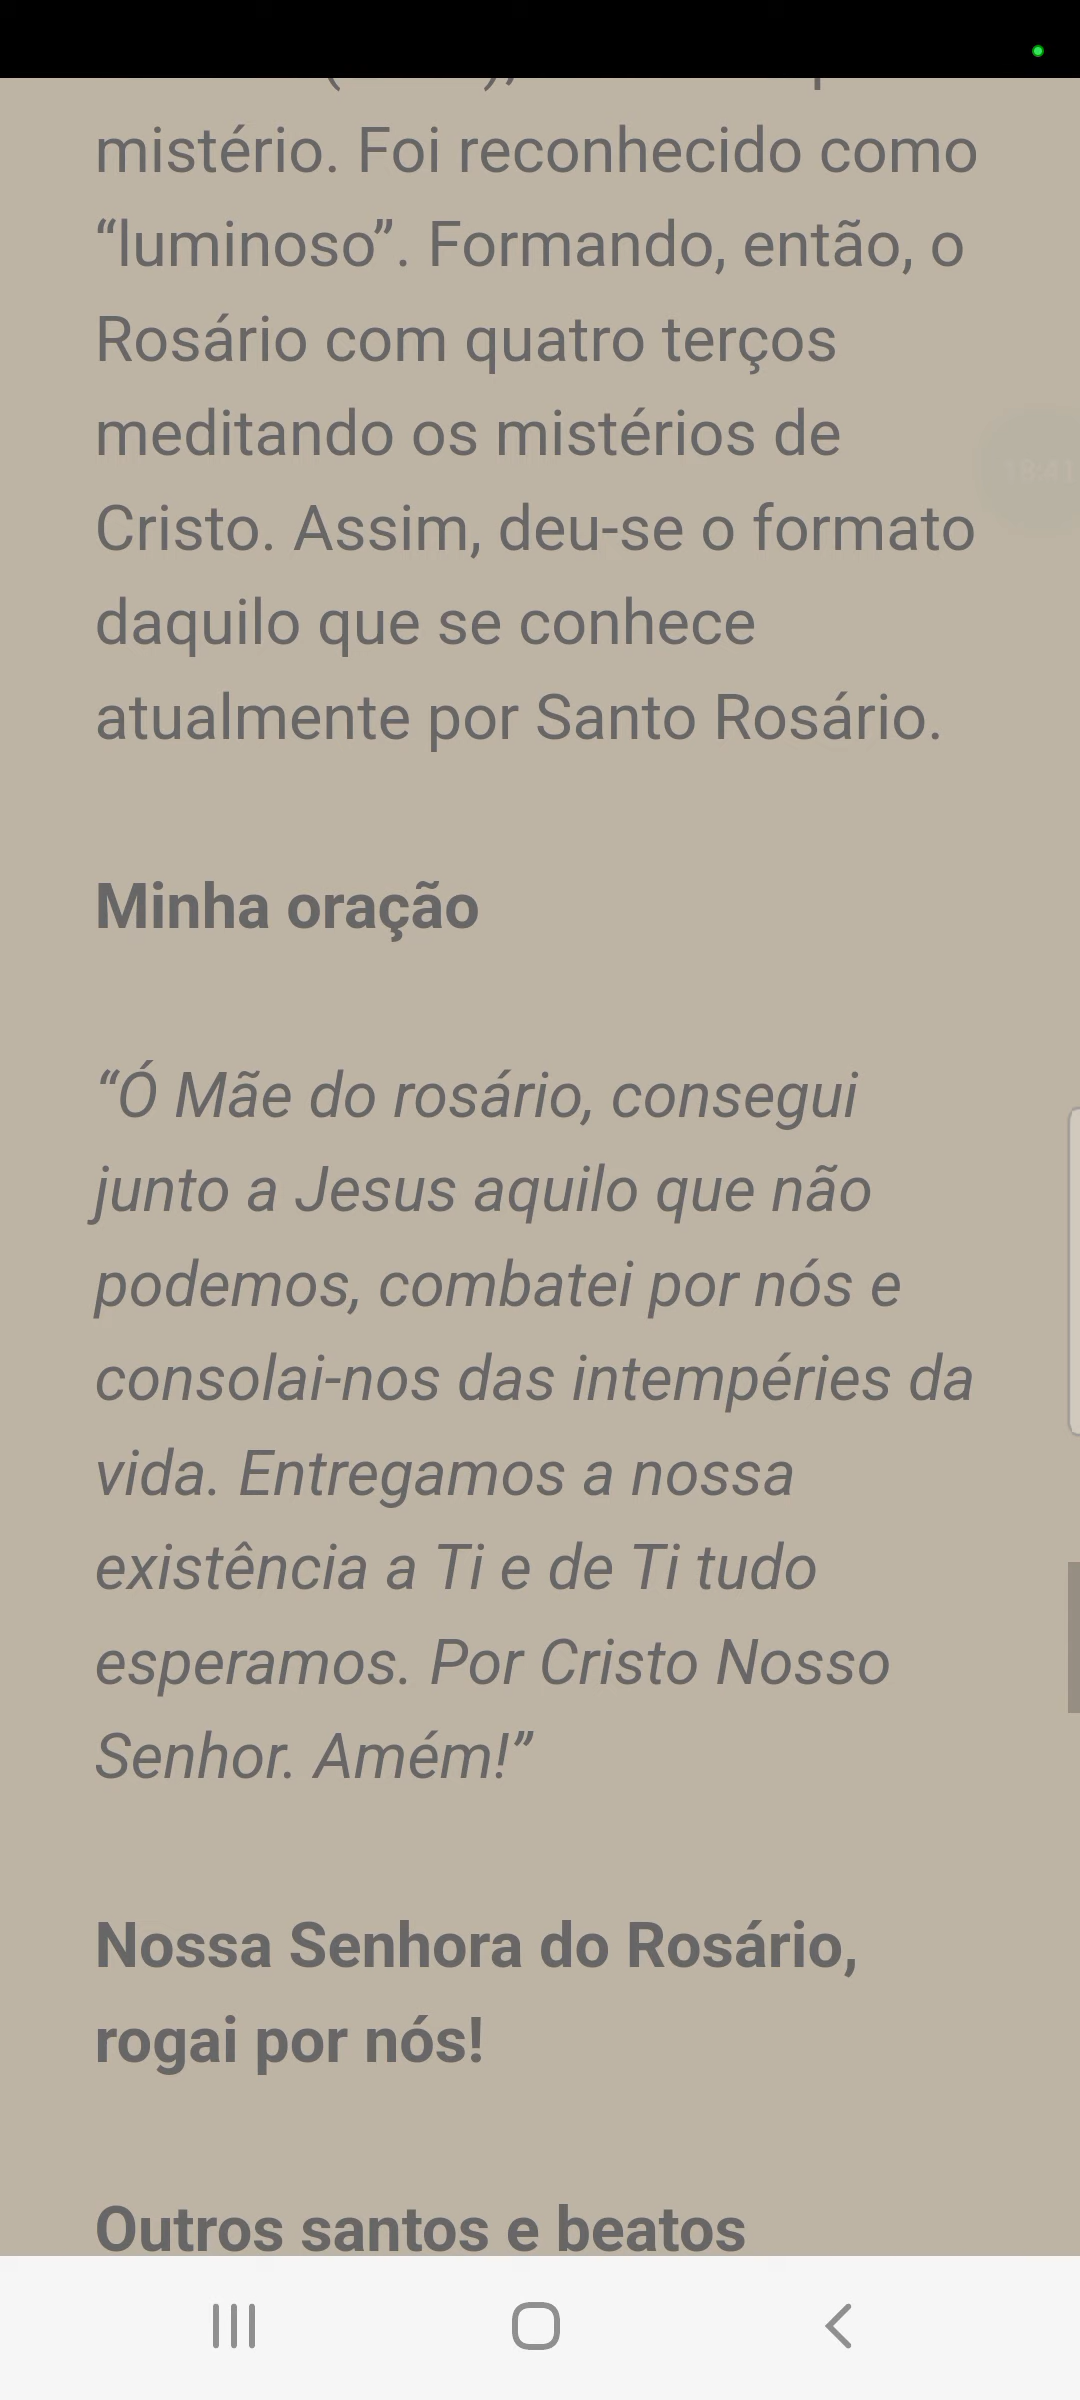 mistério. Foi reconhecido como
“luminoso”. Formando, então, o
Rosário com quatro terços
meditando os mistérios de
18:41
Cristo. Assim, deu-se o formato
daquilo que se conhece
atualmente por Santo Rosário.
Minha oração
“Ó Mãe do rosário, consegui
junto a Jesus aquilo que não
podemos, combatei por nós e
consolai-nos das intempéries da
vida. Entregamos a nossa
existência a Ti e de Ti tudo
esperamos. Por Cristo Nosso
Senhor. Amém!”
Nossa Senhora do Rosário,
rogai por nós!
Outros santos e beatos